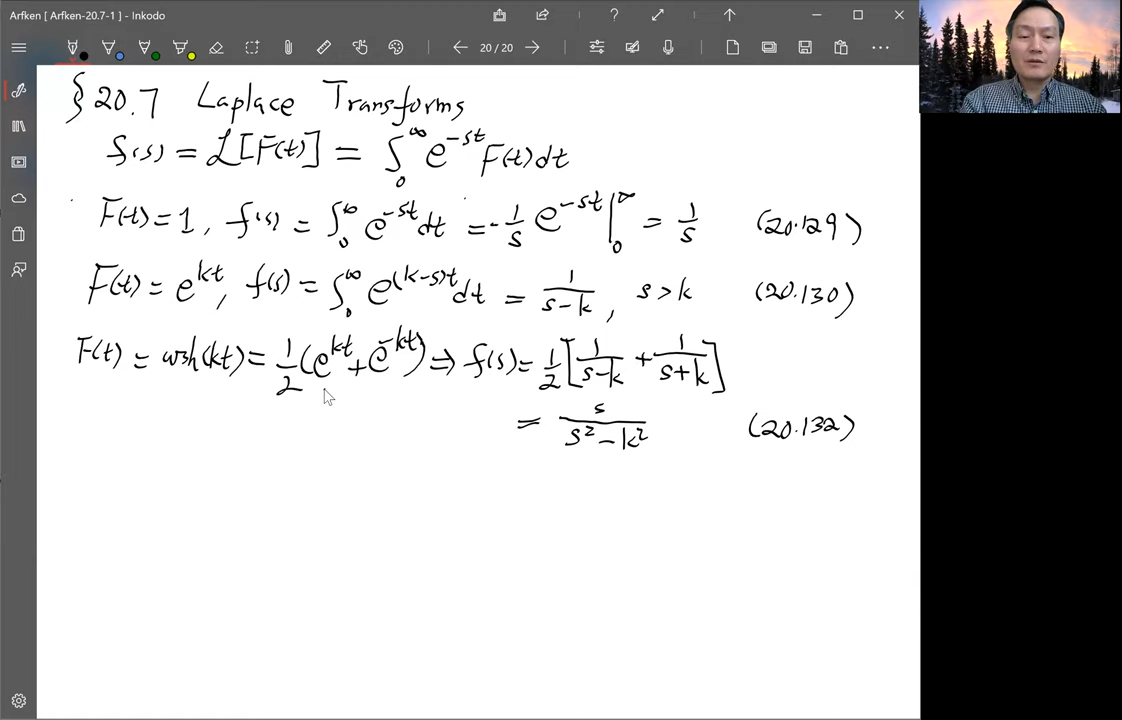 Arfken [ Arfken-20.7-1 ] - Inkodo
20 / 20
§ 20.7 Laplace Transforms
f(s) = ℒ[F(t)] = ∫₀^∞ e^{-st} F(t) dt
F(t) = 1, f(s) = ∫₀^∞ e^{-st} dt = -1/s e^{-st} |₀^∞ = 1/s (20.129)
F(t) = e^{kt}, f(s) = ∫₀^∞ e^{(k-s)t} dt = 1/(s-k), s > k (20.130)
F(t) = cosh(kt) = 1/2 (e^{kt} + e^{-kt}) ⇒ f(s) = 1/2 [1/(s-k) + 1/(s+k)]
= s/(s² - k²) (20.132)